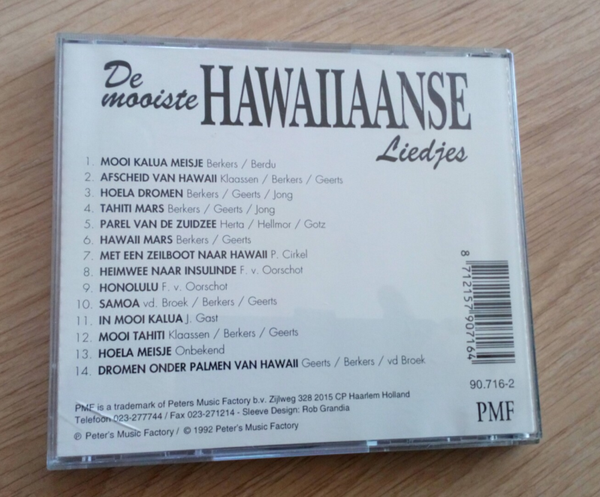 De mooiste HAWAIIAANSE Liedjes
1. MOOI KALUA MEISJE Berkers / Berdu
2. AFSCHEID VAN HAWAII Klaassen / Berkers / Geerts
3. HOELA DROMEN Berkers / Geerts / Jong
4. TAHITI MARS Berkers / Geerts / Jong
5. PAREL VAN DE ZUIDZEE Herta / Hellmor / Gotz
6. HAWAII MARS Berkers / Geerts
7. MET EEN ZEILBOOT NAAR HAWAII P. Cirkel
8. HEIMWEE NAAR INSULINDE F. v. Oorschot
9. HONOLULU F. v. Oorschot
10. SAMOA vd. Broek / Berkers / Geerts
11. IN MOOI KALUA J. Gast
12. MOOI TAHITI Klaassen / Berkers / Geerts
13. HOELA MEISJE Onbekend
14. DROMEN ONDER PALMEN VAN HAWAII Geerts / Berkers / vd Broek
8 712157 907164
90.716-2
PMF
PMF is a trademark of Peters Music Factory b.v. Zijlweg 328 2015 CP Haarlem Holland
Telefoon 023-277744 / Fax 023-271214 - Sleeve Design: Rob Grandia
℗ Peter's Music Factory / © 1992 Peter's Music Factory